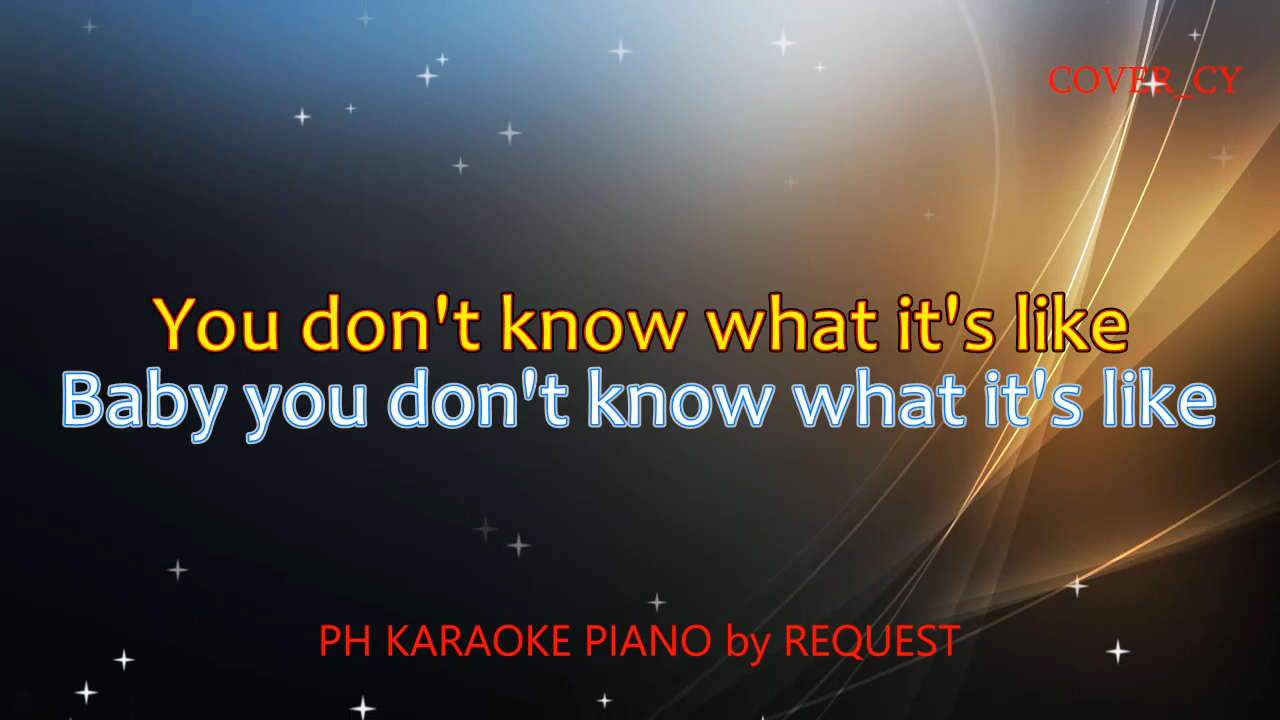 COVER_CY
You don't know what it's like
Baby you don't know what it's like
PH KARAOKE PIANO by REQUEST